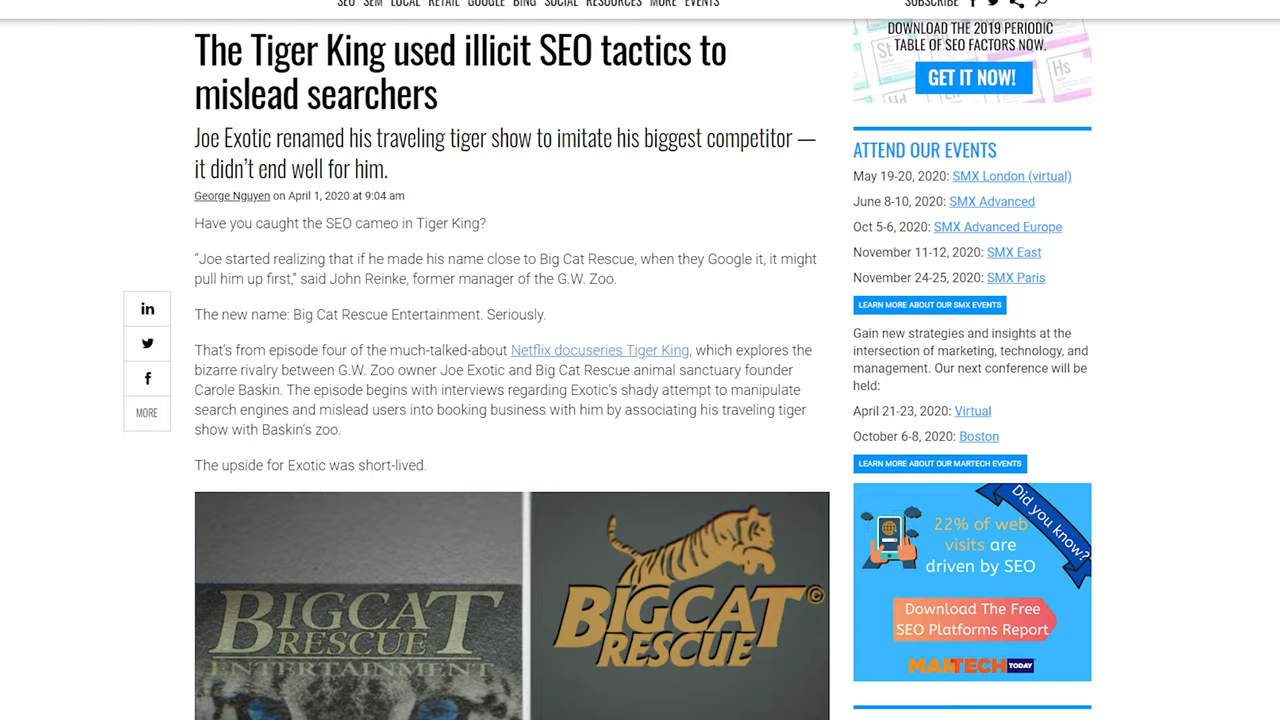 SEO SEM LOCAL RETAIL GOOGLE BING SOCIAL RESOURCES MORE EVENTS
SUBSCRIBE
The Tiger King used illicit SEO tactics to
mislead searchers
Joe Exotic renamed his traveling tiger show to imitate his biggest competitor —
it didn’t end well for him.
George Nguyen on April 1, 2020 at 9:04 am
Have you caught the SEO cameo in Tiger King?
“Joe started realizing that if he made his name close to Big Cat Rescue, when they Google it, it might
pull him up first,” said John Reinke, former manager of the G.W. Zoo.
The new name: Big Cat Rescue Entertainment. Seriously.
That’s from episode four of the much-talked-about Netflix docuseries Tiger King, which explores the
bizarre rivalry between G.W. Zoo owner Joe Exotic and Big Cat Rescue animal sanctuary founder
Carole Baskin. The episode begins with interviews regarding Exotic’s shady attempt to manipulate
search engines and mislead users into booking business with him by associating his traveling tiger
show with Baskin’s zoo.
The upside for Exotic was short-lived.
in
f
MORE
BIGCAT
RESCUE
ENTERTAINMENT
BIGCAT©
RESCUE
DOWNLOAD THE 2019 PERIODIC
TABLE OF SEO FACTORS NOW.
St
Hs
GET IT NOW!
ATTEND OUR EVENTS
May 19-20, 2020: SMX London (virtual)
June 8-10, 2020: SMX Advanced
Oct 5-6, 2020: SMX Advanced Europe
November 11-12, 2020: SMX East
November 24-25, 2020: SMX Paris
LEARN MORE ABOUT OUR SMX EVENTS
Gain new strategies and insights at the
intersection of marketing, technology, and
management. Our next conference will be
held:
April 21-23, 2020: Virtual
October 6-8, 2020: Boston
LEARN MORE ABOUT OUR MARTECH EVENTS
Did you know?
22% of web
visits are
driven by SEO
Download The Free
SEO Platforms Report
MARTECH TODAY